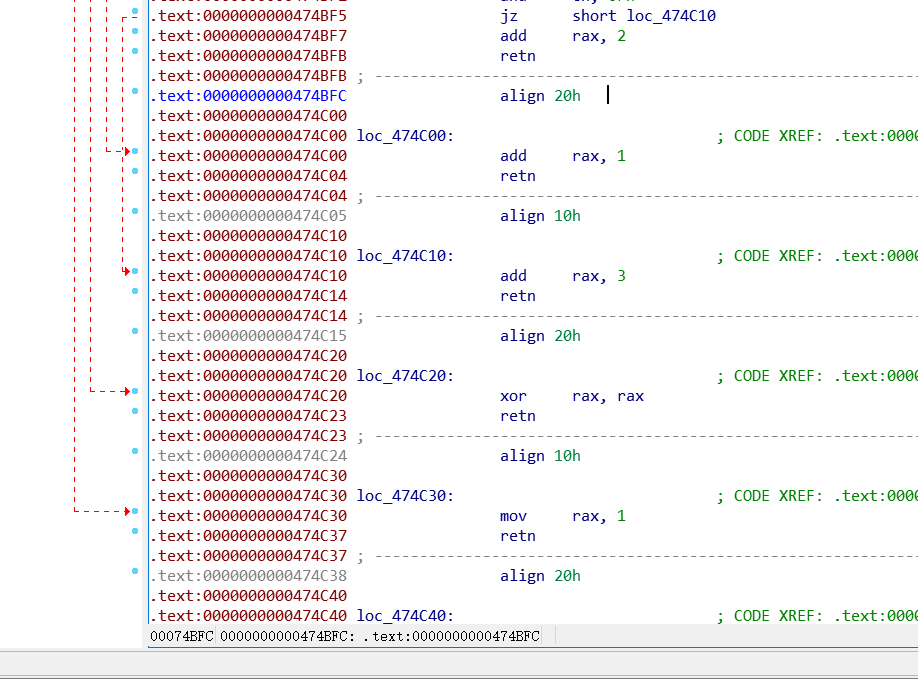 .text:0000000000474BF5 jz short loc_474C10
.text:0000000000474BF7 add rax, 2
.text:0000000000474BFB retn
.text:0000000000474BFB ; ---------------------------------------------------------------
.text:0000000000474BFC align 20h
.text:0000000000474C00
.text:0000000000474C00 loc_474C00: ; CODE XREF: .text:0000
.text:0000000000474C00 add rax, 1
.text:0000000000474C04 retn
.text:0000000000474C04 ; ---------------------------------------------------------------
.text:0000000000474C05 align 10h
.text:0000000000474C10
.text:0000000000474C10 loc_474C10: ; CODE XREF: .text:0000
.text:0000000000474C10 add rax, 3
.text:0000000000474C14 retn
.text:0000000000474C14 ; ---------------------------------------------------------------
.text:0000000000474C15 align 20h
.text:0000000000474C20
.text:0000000000474C20 loc_474C20: ; CODE XREF: .text:0000
.text:0000000000474C20 xor rax, rax
.text:0000000000474C23 retn
.text:0000000000474C23 ; ---------------------------------------------------------------
.text:0000000000474C24 align 10h
.text:0000000000474C30
.text:0000000000474C30 loc_474C30: ; CODE XREF: .text:0000
.text:0000000000474C30 mov rax, 1
.text:0000000000474C37 retn
.text:0000000000474C37 ; ---------------------------------------------------------------
.text:0000000000474C38 align 20h
.text:0000000000474C40
.text:0000000000474C40 loc_474C40: ; CODE XREF: .text:0000
00074BFC 0000000000474BFC: .text:0000000000474BFC